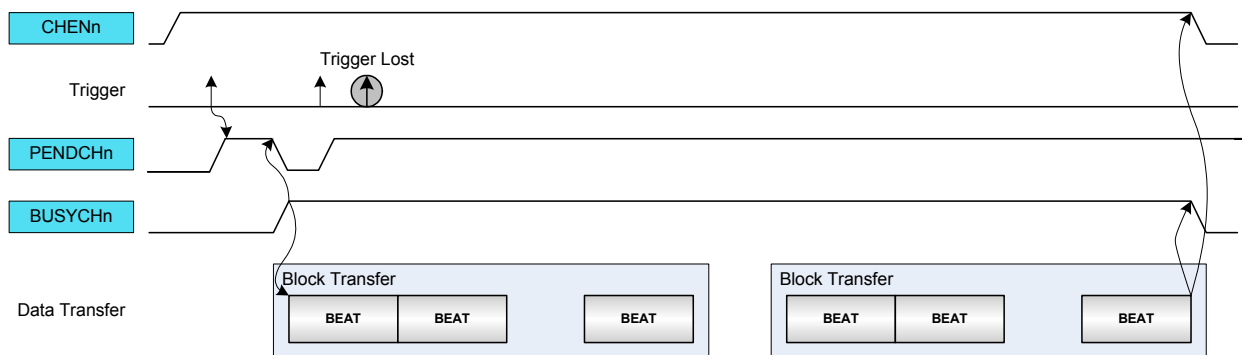 CHENn
Trigger Lost
Trigger
PENDCHn
BUSYCHn
Block Transfer
Block Transfer
Data Transfer
BEAT
BEAT
BEAT
BEAT
BEAT
BEAT